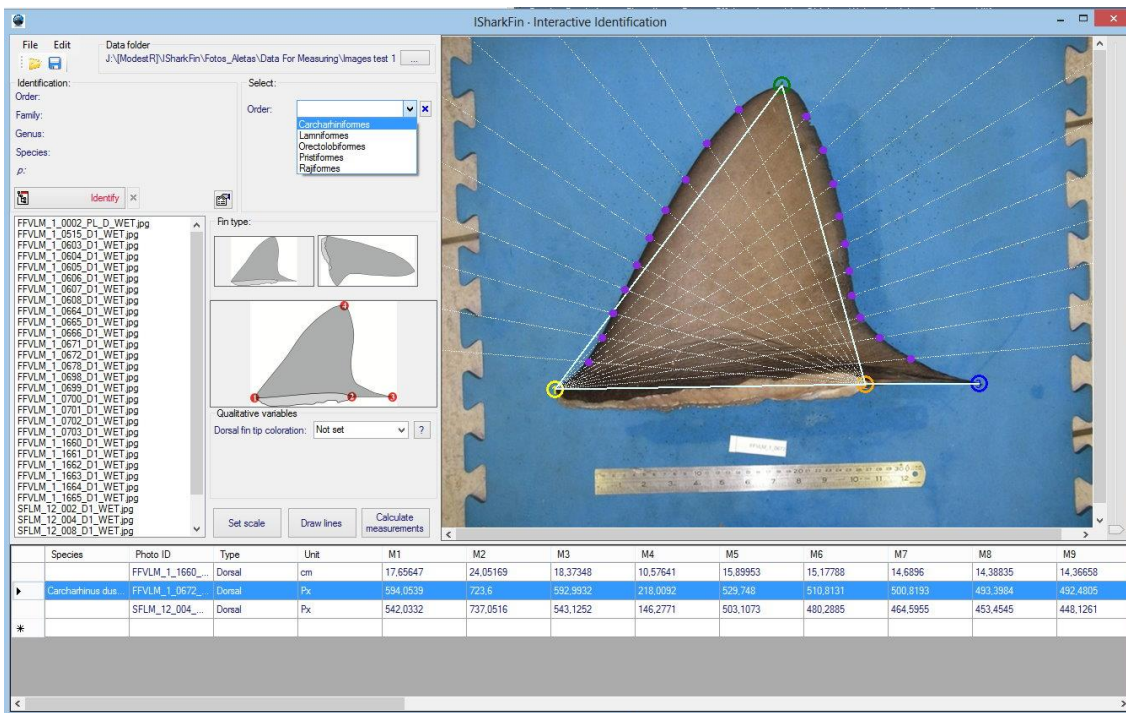 ISharkFin - Interactive Identification
File Edit
Data folder
J:\[ModestR]\ISharkFin\Fotos_Aletas\Data For Measuring\Images test 1 ...
Identification:
Order:
Family:
Genus:
Species:
p:
Select:
Order:
Carcharhiniformes
Lamniformes
Orectolobiformes
Pristiformes
Rajiformes
Identify
FFVLM_1_0002_PL_D_WET.jpg
FFVLM_1_0515_D1_WET.jpg
FFVLM_1_0603_D1_WET.jpg
FFVLM_1_0604_D1_WET.jpg
FFVLM_1_0605_D1_WET.jpg
FFVLM_1_0606_D1_WET.jpg
FFVLM_1_0607_D1_WET.jpg
FFVLM_1_0608_D1_WET.jpg
FFVLM_1_0664_D1_WET.jpg
FFVLM_1_0665_D1_WET.jpg
FFVLM_1_0666_D1_WET.jpg
FFVLM_1_0671_D1_WET.jpg
FFVLM_1_0672_D1_WET.jpg
FFVLM_1_0678_D1_WET.jpg
FFVLM_1_0698_D1_WET.jpg
FFVLM_1_0699_D1_WET.jpg
FFVLM_1_0700_D1_WET.jpg
FFVLM_1_0701_D1_WET.jpg
FFVLM_1_0702_D1_WET.jpg
FFVLM_1_0703_D1_WET.jpg
FFVLM_1_1660_D1_WET.jpg
FFVLM_1_1661_D1_WET.jpg
FFVLM_1_1662_D1_WET.jpg
FFVLM_1_1663_D1_WET.jpg
FFVLM_1_1664_D1_WET.jpg
FFVLM_1_1665_D1_WET.jpg
SFLM_12_002_D1_WET.jpg
SFLM_12_004_D1_WET.jpg
SFLM_12_008_D1_WET.jpg
Fin type:
4
1 2 3
Qualitative variables
Dorsal fin tip coloration: Not set ?
Set scale Draw lines Calculate measurements
Species Photo ID Type Unit M1 M2 M3 M4 M5 M6 M7 M8 M9
FFVLM_1_1660_... Dorsal cm 17,65647 24,05169 18,37348 10,57641 15,89953 15,17788 14,6896 14,38835 14,36658
Carcharhinus dus... FFVLM_1_0672_... Dorsal Px 594,0539 723,6 592,9932 218,0092 529,748 510,8131 500,8193 493,3984 492,4805
SFLM_12_004_... Dorsal Px 542,0332 737,0516 543,1252 146,2771 503,1073 480,2885 464,5955 453,4545 448,1261